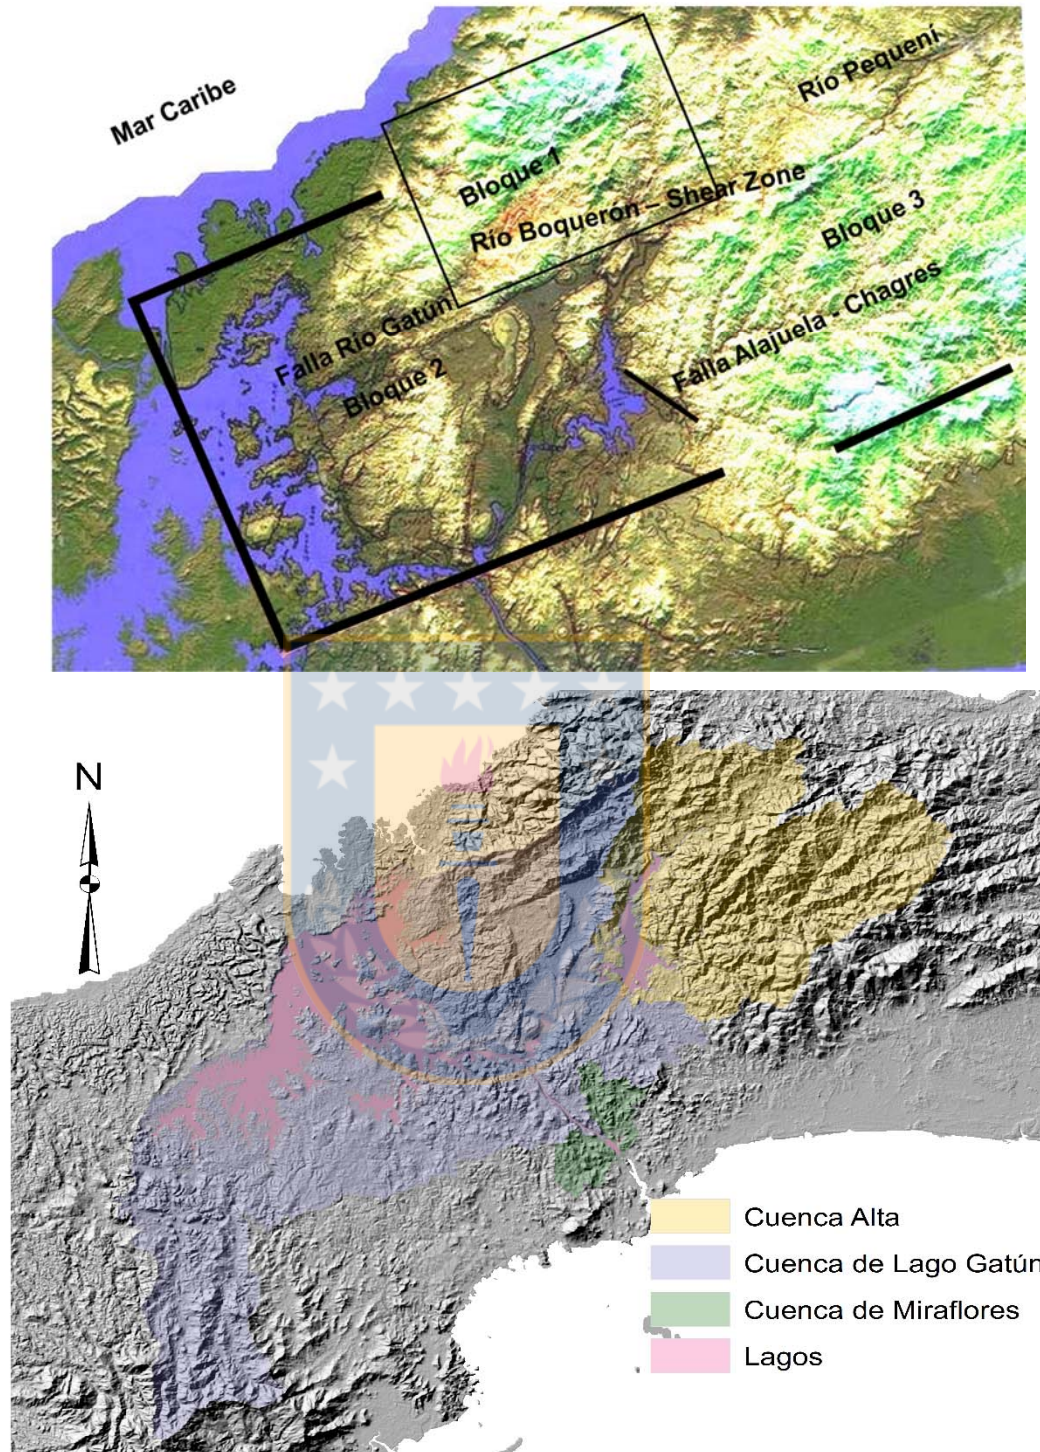 Mar Caribe
Río Pequení
Bloque 1
Río Boquerón – Shear Zone
Bloque 3
Falla Río Gatún
Falla Alajuela - Chagres
Bloque 2
N
Cuenca Alta
Cuenca de Lago Gatún
Cuenca de Miraflores
Lagos